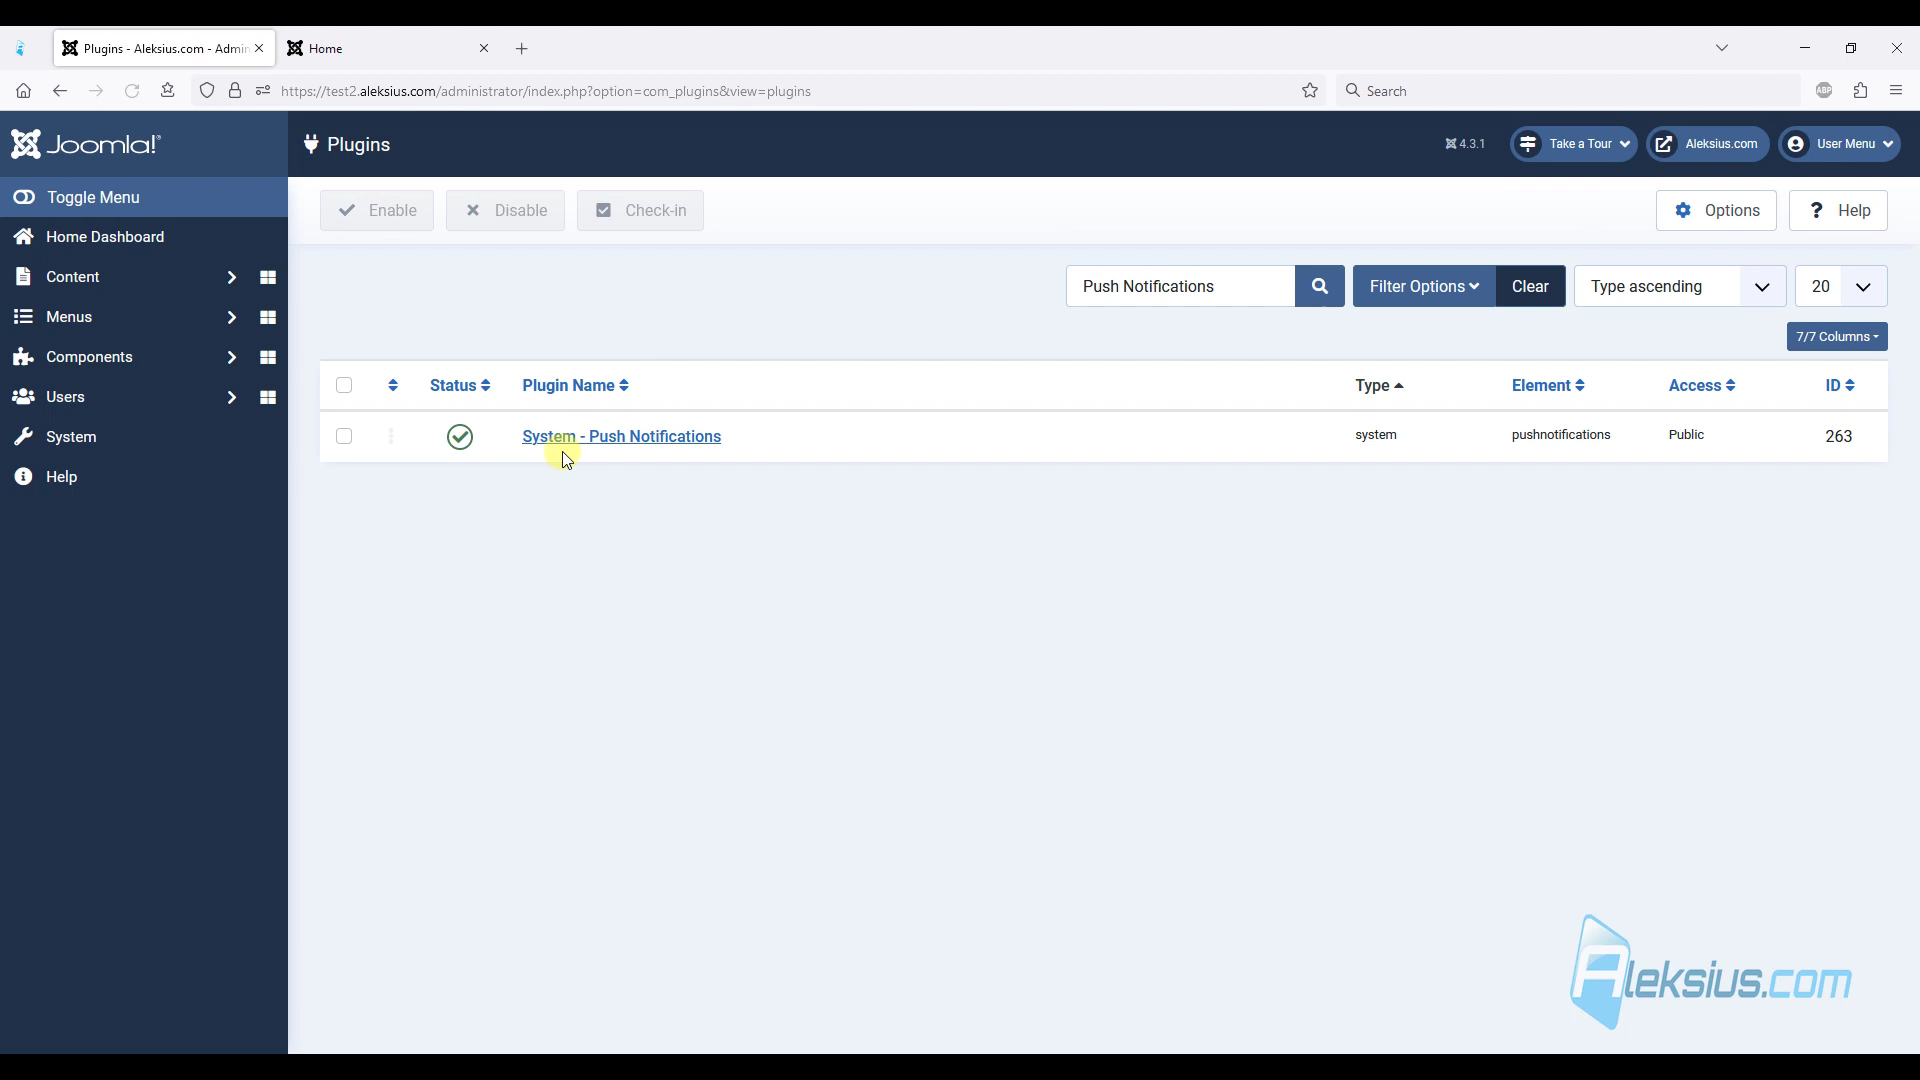 Plugins - Aleksius.com - Admin
Home
https://test2.aleksius.com/administrator/index.php?option=com_plugins&view=plugins
Search
ABP
Joomla!®
Plugins
4.3.1
Take a Tour
Aleksius.com
User Menu
Toggle Menu
Home Dashboard
Content
Menus
Components
Users
System
Help
Enable
Disable
Check-in
Options
? Help
Push Notifications
Filter Options
Clear
Type ascending
20
7/7 Columns
Status
Plugin Name
Type
Element
Access
ID
System - Push Notifications
system
pushnotifications
Public
263
Aleksius.com